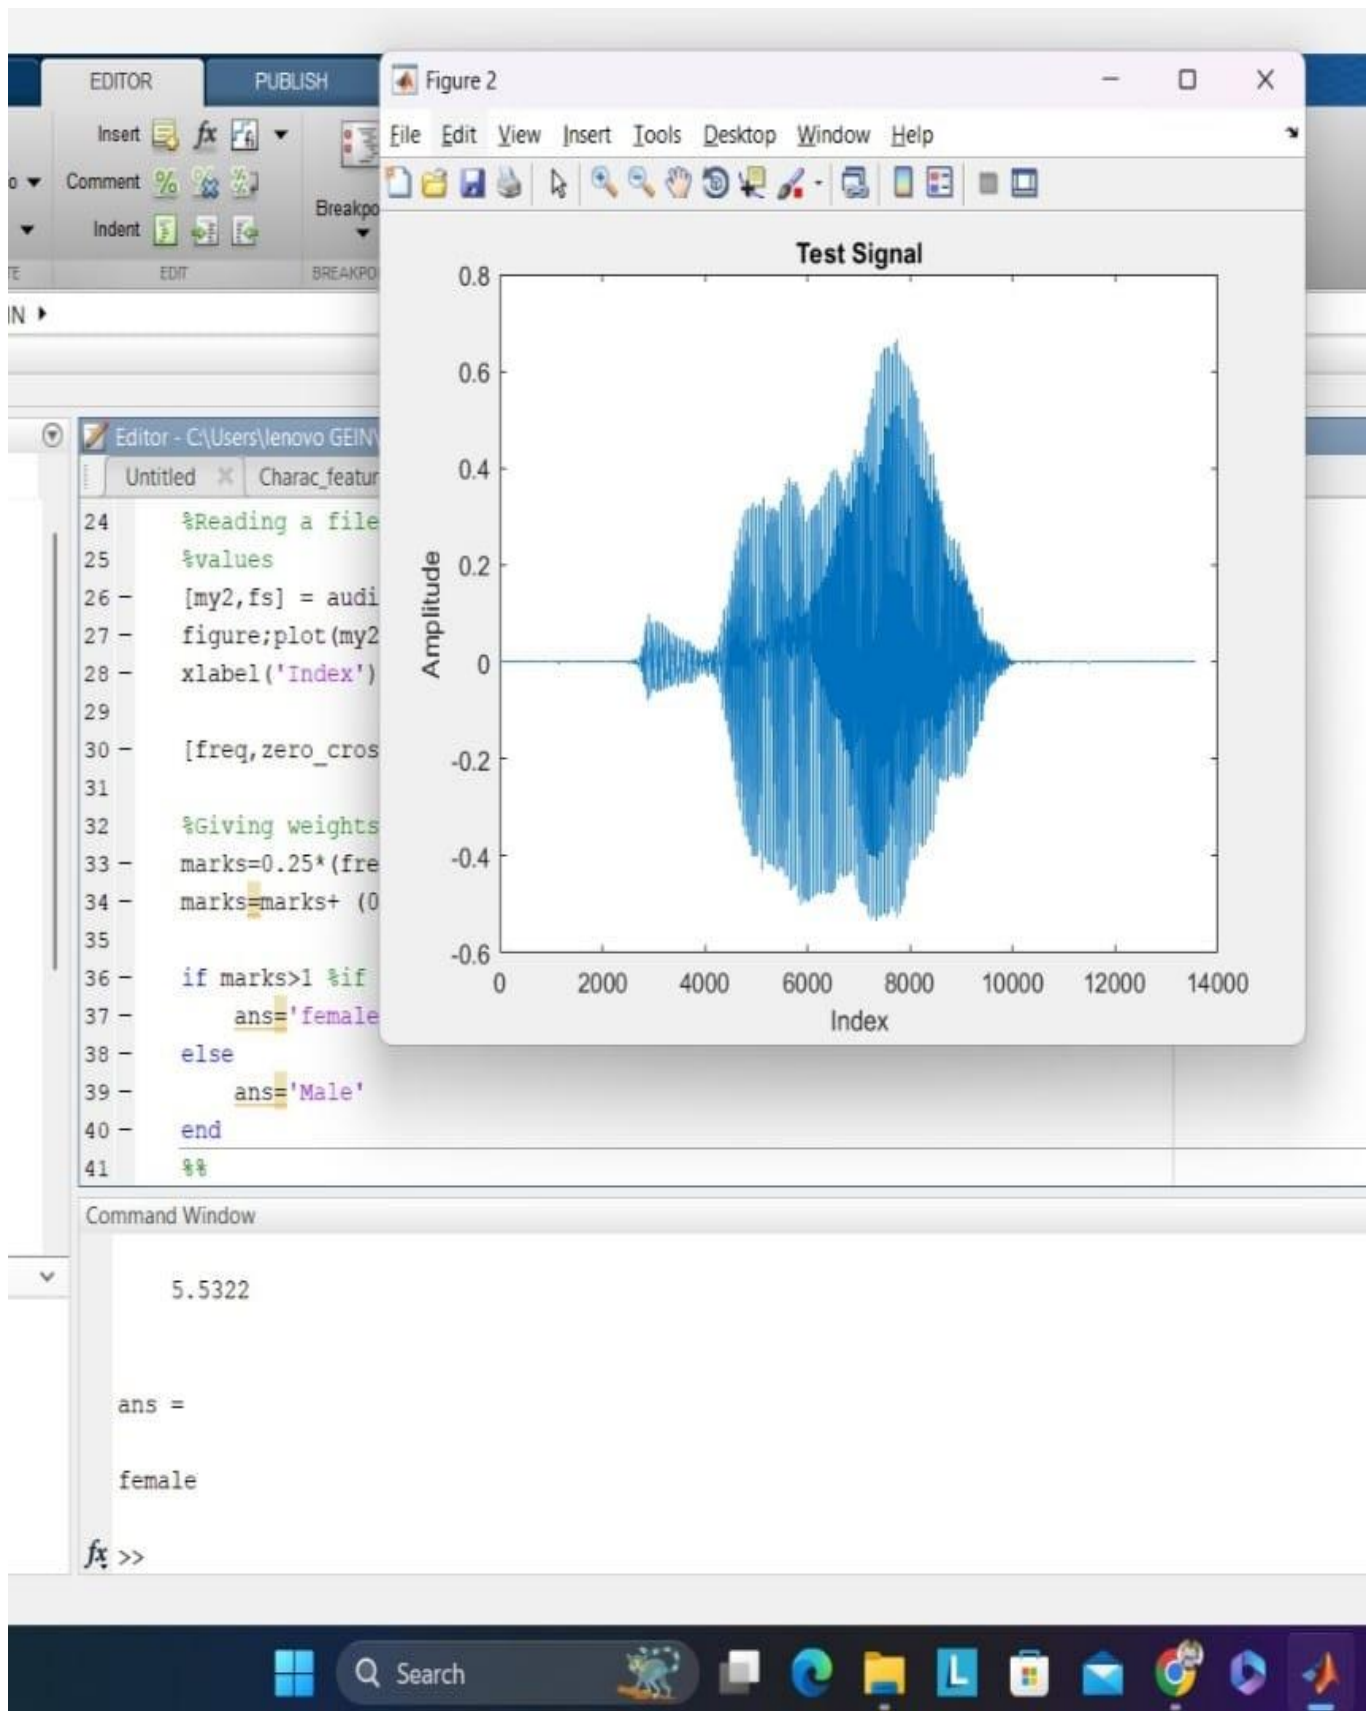 EDITOR PUBLISH
Figure 2
Insert fx fi
File Edit View Insert Tools Desktop Window Help
Comment %
Breakpo
Indent
EDIT BREAKPO
IN
Test Signal
0.8
0.6
0.4
0.2
0
-0.2
-0.4
-0.6
Amplitude
0 2000 4000 6000 8000 10000 12000 14000
Index
Editor - C:\Users\lenovo GEIN\
Untitled Charac_featur
24 %Reading a file
25 %values
26 - [my2,fs] = audi
27 - figure;plot(my2
28 - xlabel('Index')
29
30 - [freq,zero_cros
31
32 %Giving weights
33 - marks=0.25*(fre
34 - marks=marks+ (0
35
36 - if marks>1 %if
37 - ans='female
38 - else
39 - ans='Male'
40 - end
41 %%
Command Window
5.5322
ans =
female
fx >>
Search
L